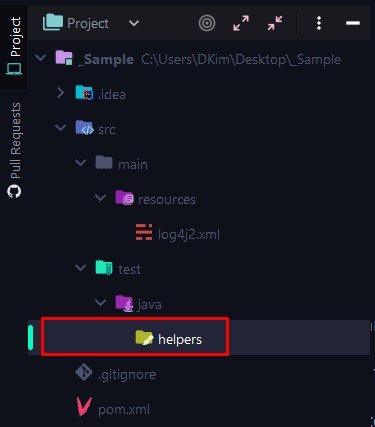 Project
Pull Requests
Project
_Sample C:\Users\DKim\Desktop\_Sample
.idea
src
main
resources
log4j2.xml
test
java
helpers
.gitignore
pom.xml